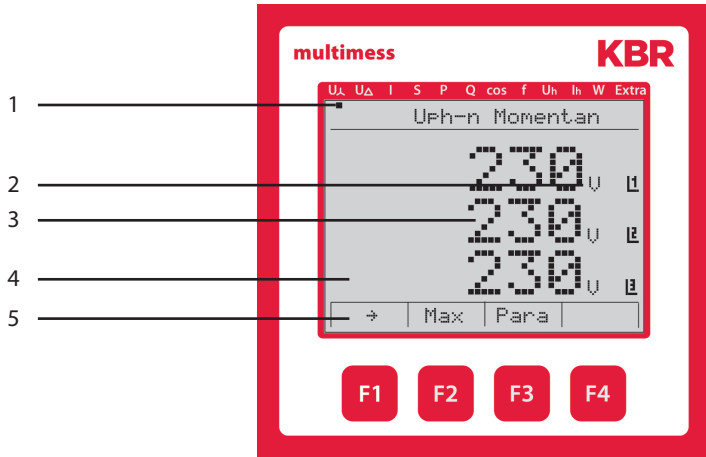 multimess KBR
U⅄ U△ I S P Q cos f Uh Ih W Extra
1
Uph-n Momentan
2
230 V L1
3
230 V L2
4
230 V L3
5
→ Max Para
F1 F2 F3 F4